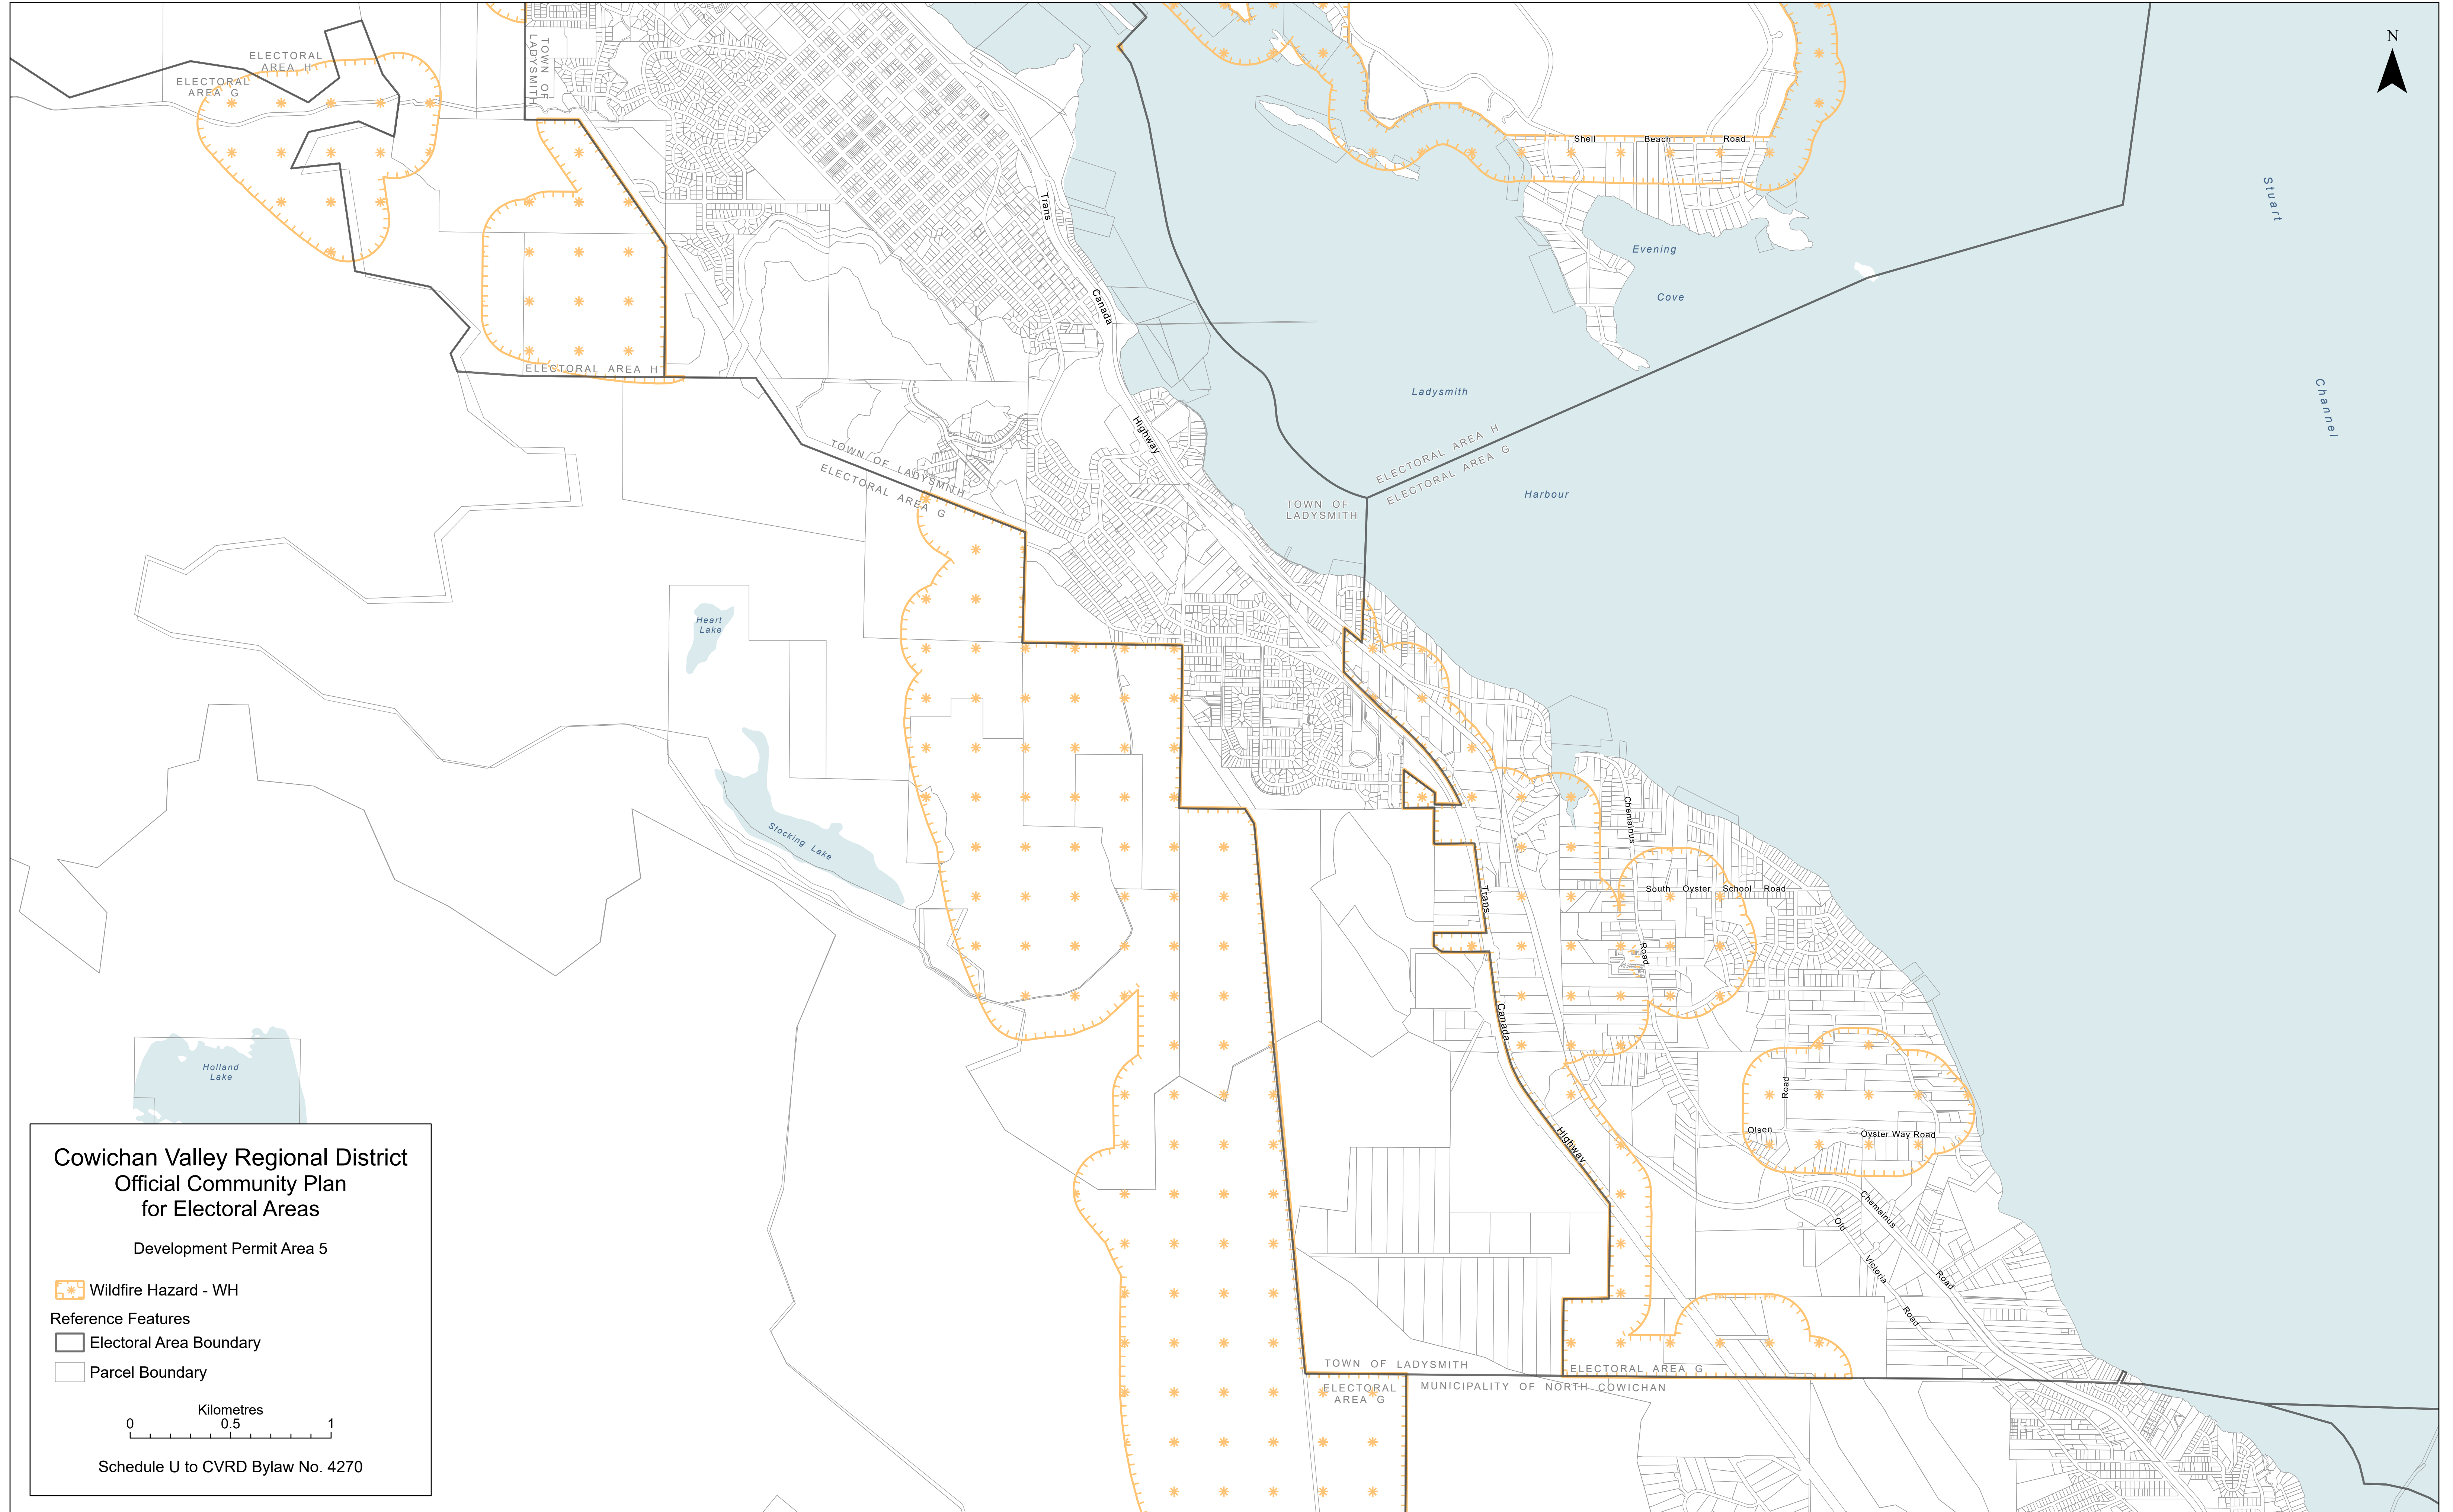 N
ELECTORAL
AREA H
ELECTORAL
AREA G
TOWN OF
LADYSMITH
Trans
Canada
Highway
Shell Beach Road
Evening
Cove
Stuart
Channel
Ladysmith
Harbour
ELECTORAL AREA H
TOWN OF LADYSMITH
ELECTORAL AREA G
ELECTORAL AREA H
ELECTORAL AREA G
TOWN OF
LADYSMITH
Heart
Lake
Stocking Lake
Holland
Lake
Chemainus
Road
South Oyster School Road
Trans
Canada
Highway
Road
Olsen
Oyster Way Road
Chemainus
Road
Old
Victoria
Road
TOWN OF LADYSMITH
ELECTORAL AREA G
ELECTORAL
AREA G
MUNICIPALITY OF NORTH COWICHAN
Cowichan Valley Regional District
Official Community Plan
for Electoral Areas
Development Permit Area 5
Wildfire Hazard - WH
Reference Features
Electoral Area Boundary
Parcel Boundary
Kilometres
0 0.5 1
Schedule U to CVRD Bylaw No. 4270